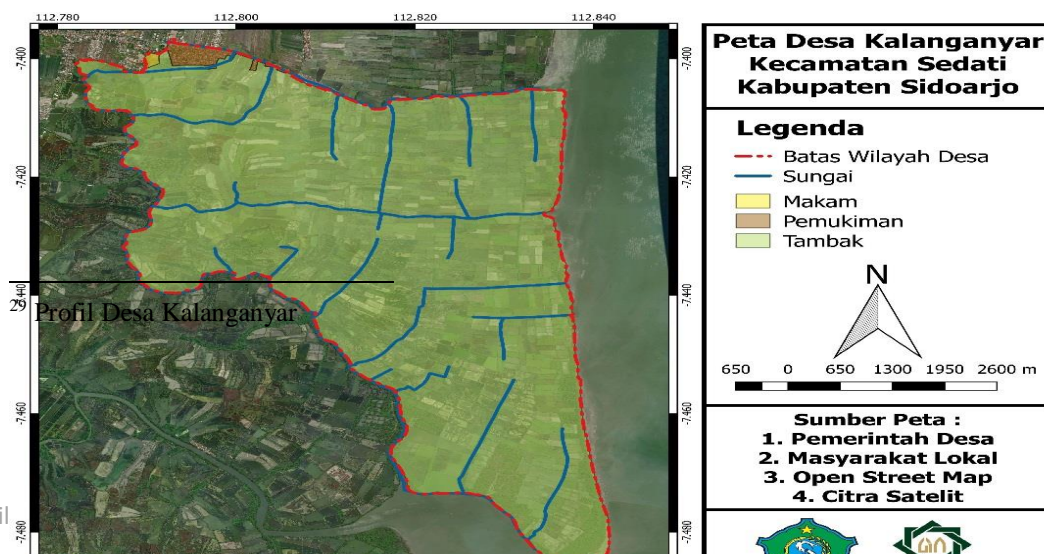 112.780 112.800 112.820 112.840
-7.400 -7.400
-7.420 -7.420
-7.440 -7.440
-7.460 -7.460
-7.480 -7.480
29 Profil Desa Kalanganyar
il
Peta Desa Kalanganyar
Kecamatan Sedati
Kabupaten Sidoarjo
Legenda
Batas Wilayah Desa
Sungai
Makam
Pemukiman
Tambak
N
650 0 650 1300 1950 2600 m
Sumber Peta :
1. Pemerintah Desa
2. Masyarakat Lokal
3. Open Street Map
4. Citra Satelit